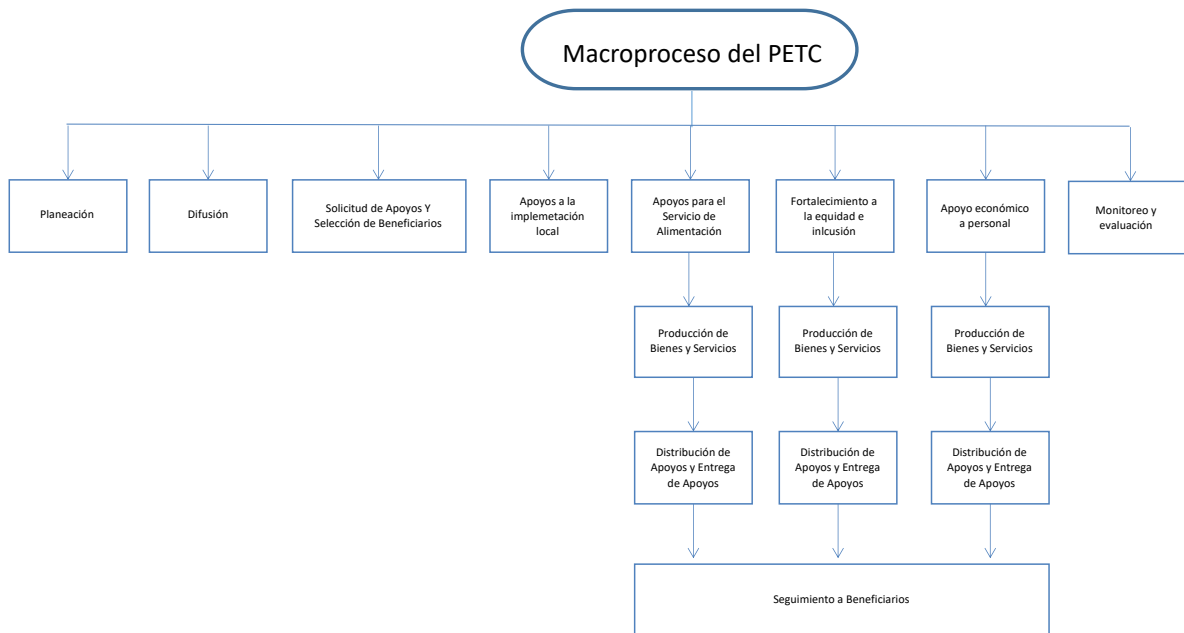 Macroproceso del PETC
Planeación
Difusión
Solicitud de Apoyos Y
Selección de Beneficiarios
Apoyos a la
implemetación
local
Apoyos para el
Servicio de
Alimentación
Fortalecimiento a
la equidad e
inlcusión
Apoyo económico
a personal
Monitoreo y
evaluación
Producción de
Bienes y Servicios
Producción de
Bienes y Servicios
Producción de
Bienes y Servicios
Distribución de
Apoyos y Entrega
de Apoyos
Distribución de
Apoyos y Entrega
de Apoyos
Distribución de
Apoyos y Entrega
de Apoyos
Seguimiento a Beneficiarios